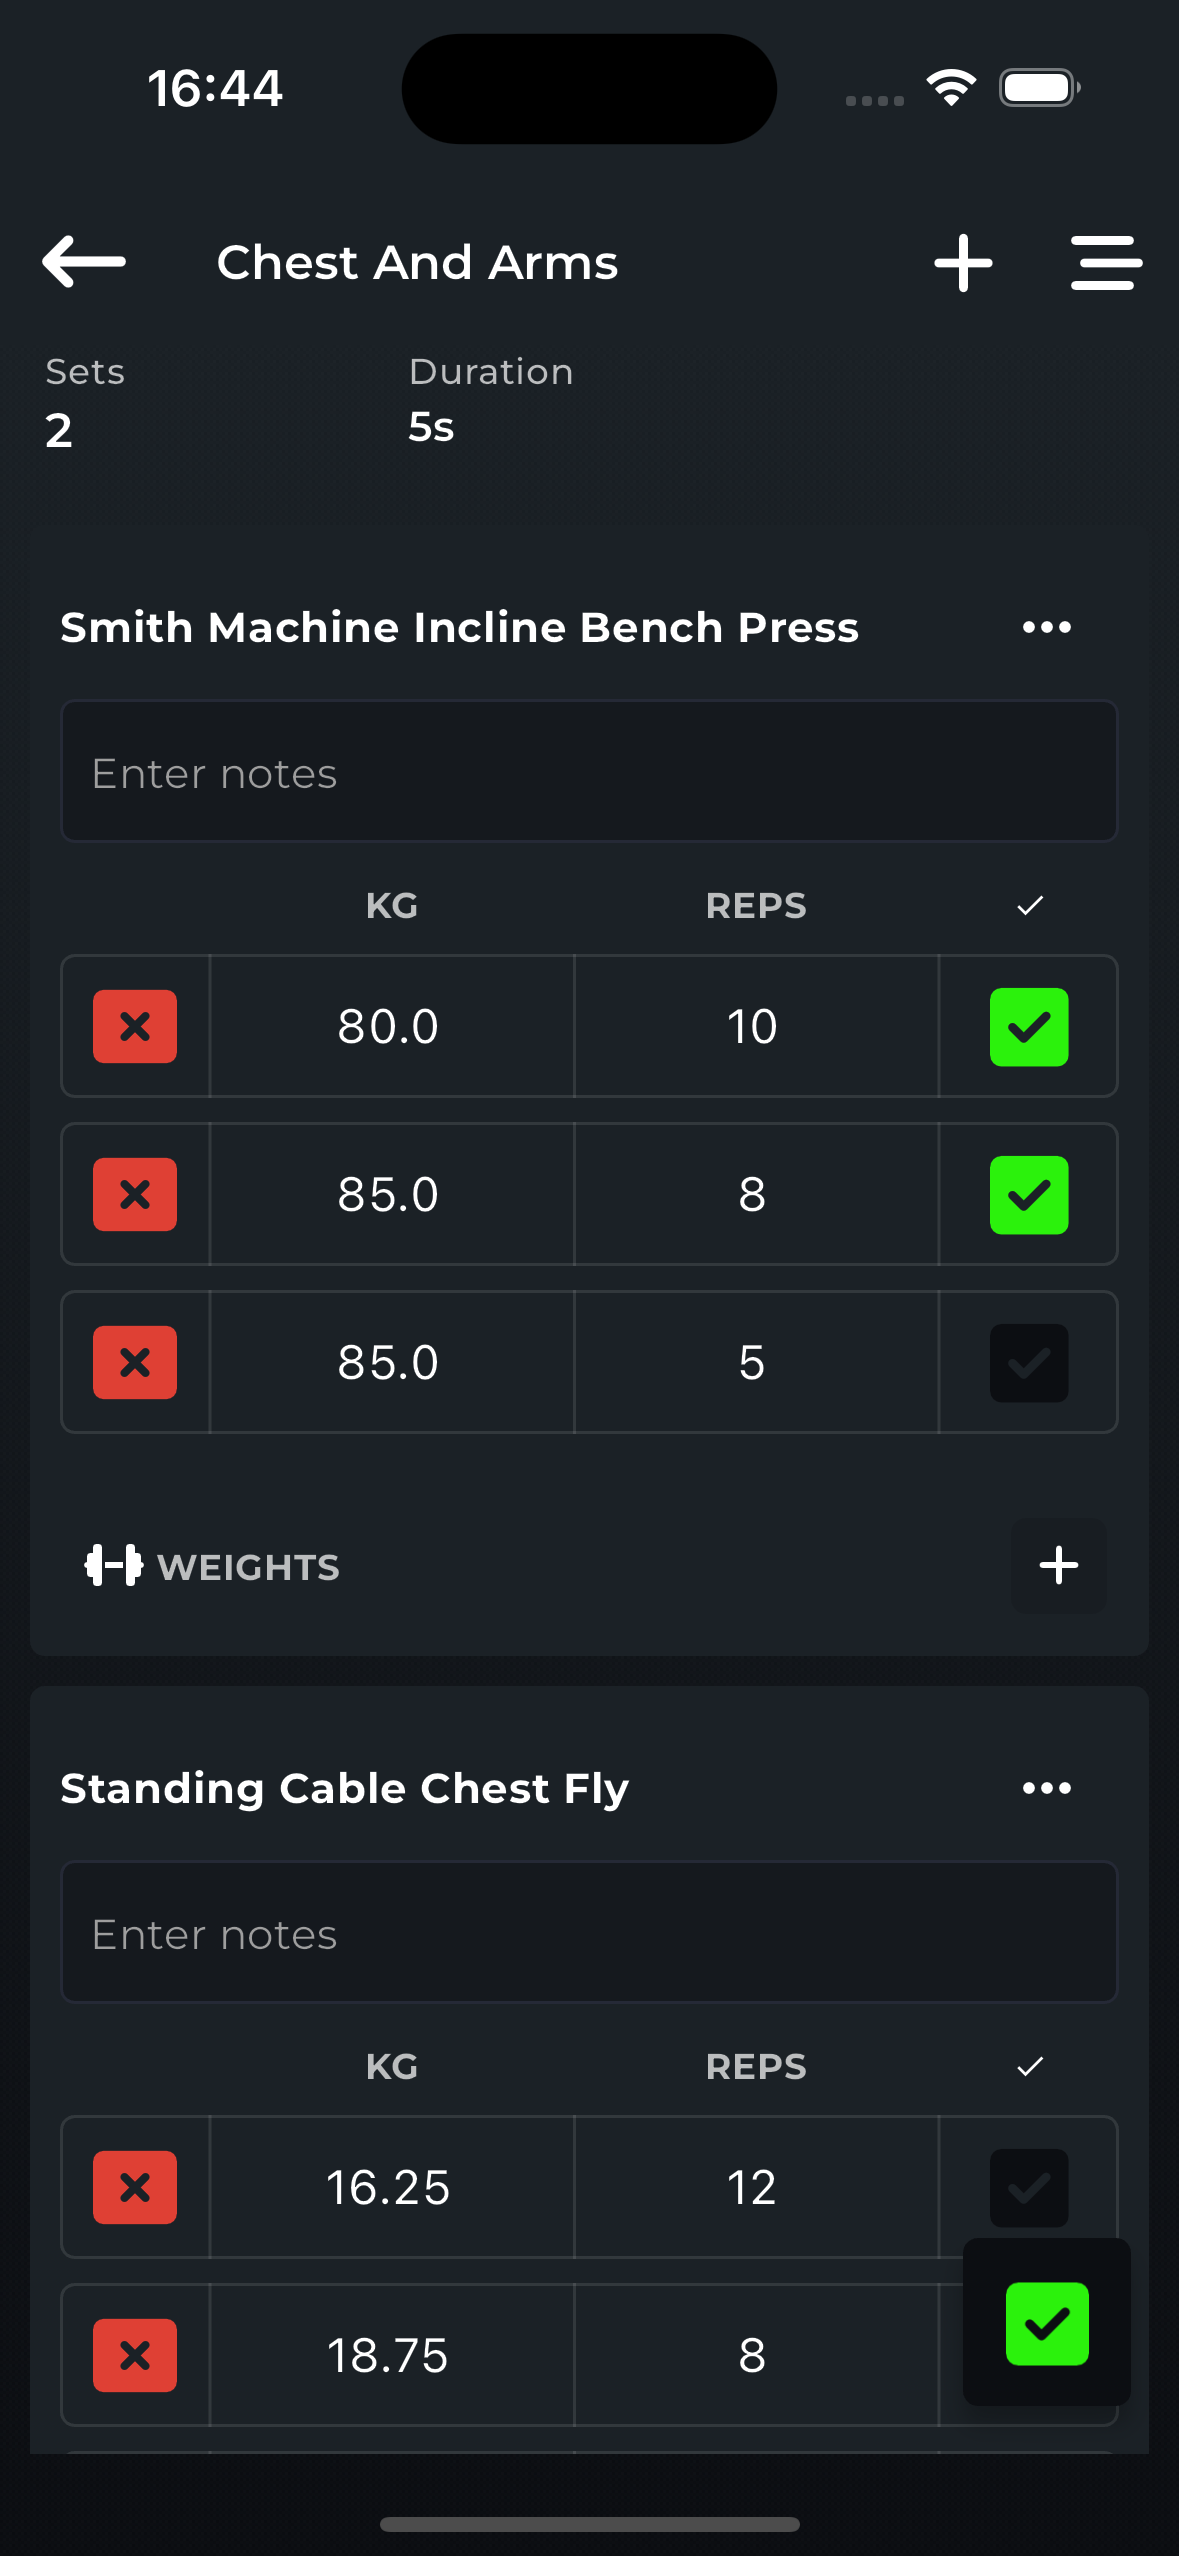 16:44
Chest And Arms
Sets Duration
2 5s
Smith Machine Incline Bench Press
Enter notes
KG REPS
80.0 10
85.0 8
85.0 5
WEIGHTS
Standing Cable Chest Fly
Enter notes
KG REPS
16.25 12
18.75 8